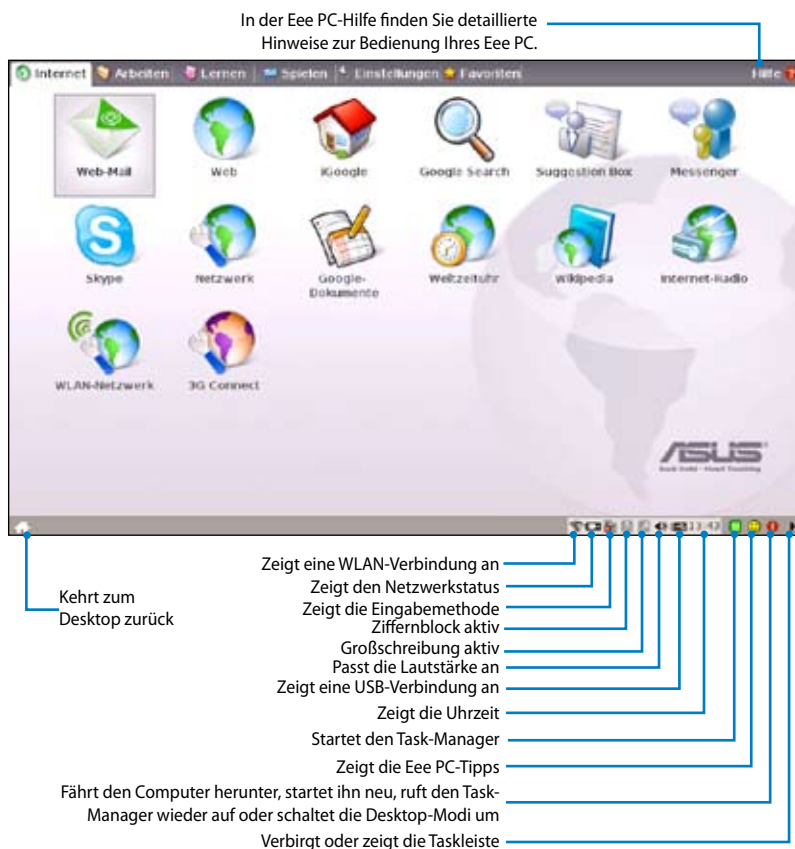 In der Eee PC-Hilfe finden Sie detaillierte
Hinweise zur Bedienung Ihres Eee PC.
Internet Arbeiten Lernen Spielen Einstellungen Favoriten Hilfe
Web-Mail Web iGoogle Google Search Suggestion Box Messenger
Skype Netzwerk Google-
Dokumente Weltzeituhr Wikipedia Internet-Radio
WLAN-Netzwerk 3G Connect
ASUS
Zeigt eine WLAN-Verbindung an
Zeigt den Netzwerkstatus
Kehrt zum
Desktop zurück
Zeigt die Eingabemethode
Ziffernblock aktiv
Großschreibung aktiv
Passt die Lautstärke an
Zeigt eine USB-Verbindung an
Zeigt die Uhrzeit
Startet den Task-Manager
Zeigt die Eee PC-Tipps
Fährt den Computer herunter, startet ihn neu, ruft den Task-
Manager wieder auf oder schaltet die Desktop-Modi um
Verbirgt oder zeigt die Taskleiste